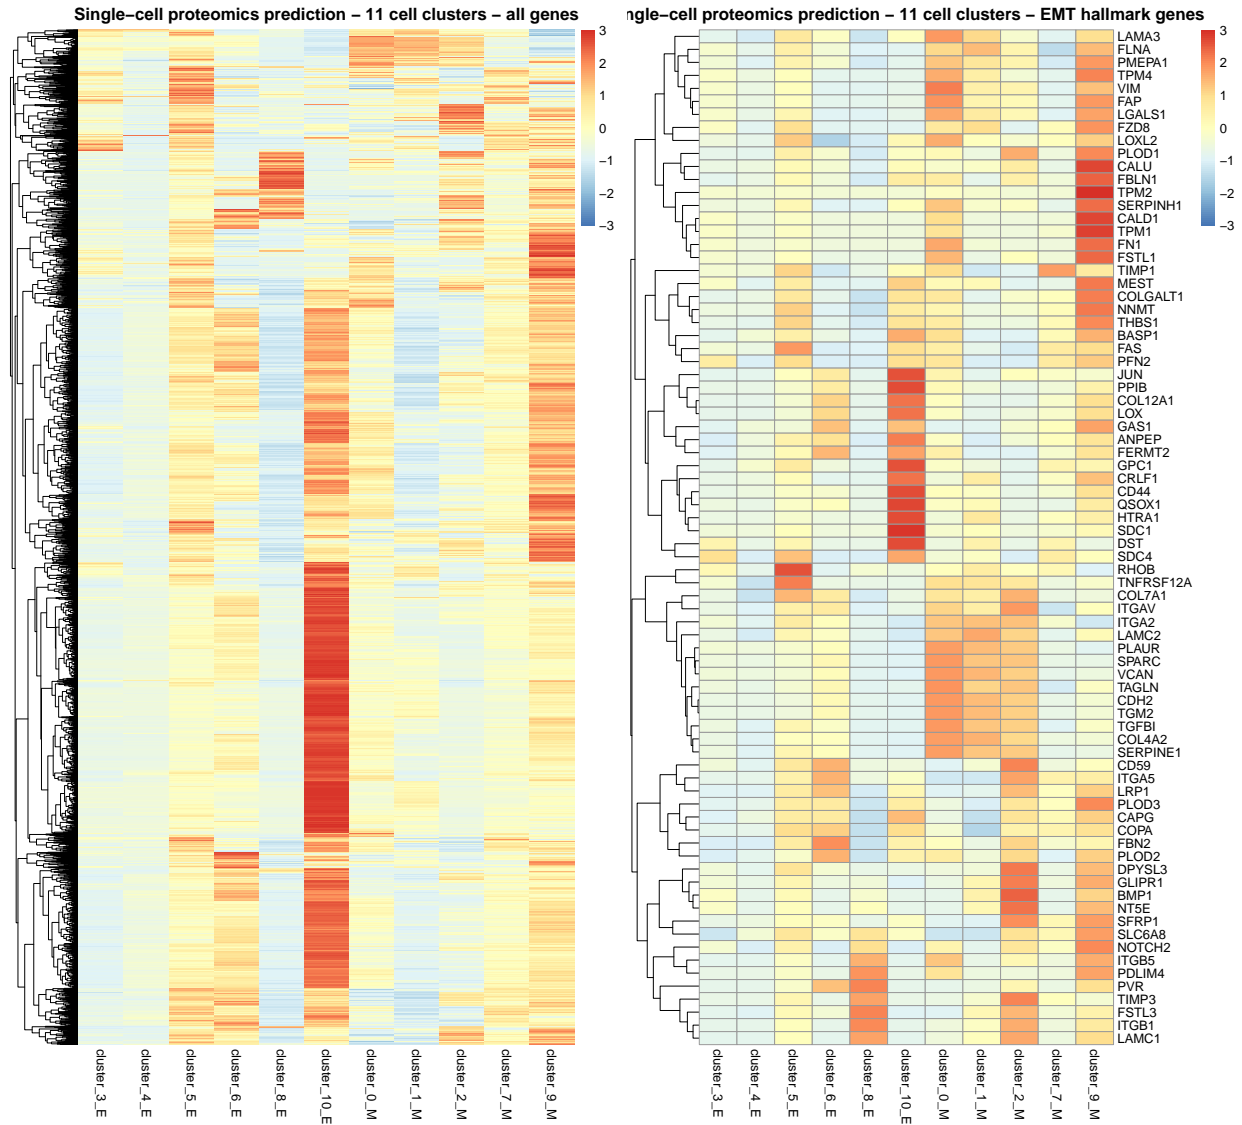 Single−cell proteomics prediction − 11 cell clusters − all genes
ngle−cell proteomics prediction − 11 cell clusters − EMT hallmark genes
3
2
1
0
−1
−2
−3
cluster_3_E
cluster_4_E
cluster_5_E
cluster_6_E
cluster_8_E
cluster_10_E
cluster_0_M
cluster_1_M
cluster_2_M
cluster_7_M
cluster_9_M
LAMA3
FLNA
PMEPA1
TPM4
VIM
FAP
LGALS1
FZD8
LOXL2
PLOD1
CALU
FBLN1
TPM2
SERPINH1
CALD1
TPM1
FN1
FSTL1
TIMP1
MEST
COLGALT1
NNMT
THBS1
BASP1
FAS
PFN2
JUN
PPIB
COL12A1
LOX
GAS1
ANPEP
FERMT2
GPC1
CRLF1
CD44
QSOX1
HTRA1
SDC1
DST
SDC4
RHOB
TNFRSF12A
COL7A1
ITGAV
ITGA2
LAMC2
PLAUR
SPARC
VCAN
TAGLN
CDH2
TGM2
TGFBI
COL4A2
SERPINE1
CD59
ITGA5
LRP1
PLOD3
CAPG
COPA
FBN2
PLOD2
DPYSL3
GLIPR1
BMP1
NT5E
SFRP1
SLC6A8
NOTCH2
ITGB5
PDLIM4
PVR
TIMP3
FSTL3
ITGB1
LAMC1
3
2
1
0
−1
−2
−3
cluster_3_E
cluster_4_E
cluster_5_E
cluster_6_E
cluster_8_E
cluster_10_E
cluster_0_M
cluster_1_M
cluster_2_M
cluster_7_M
cluster_9_M